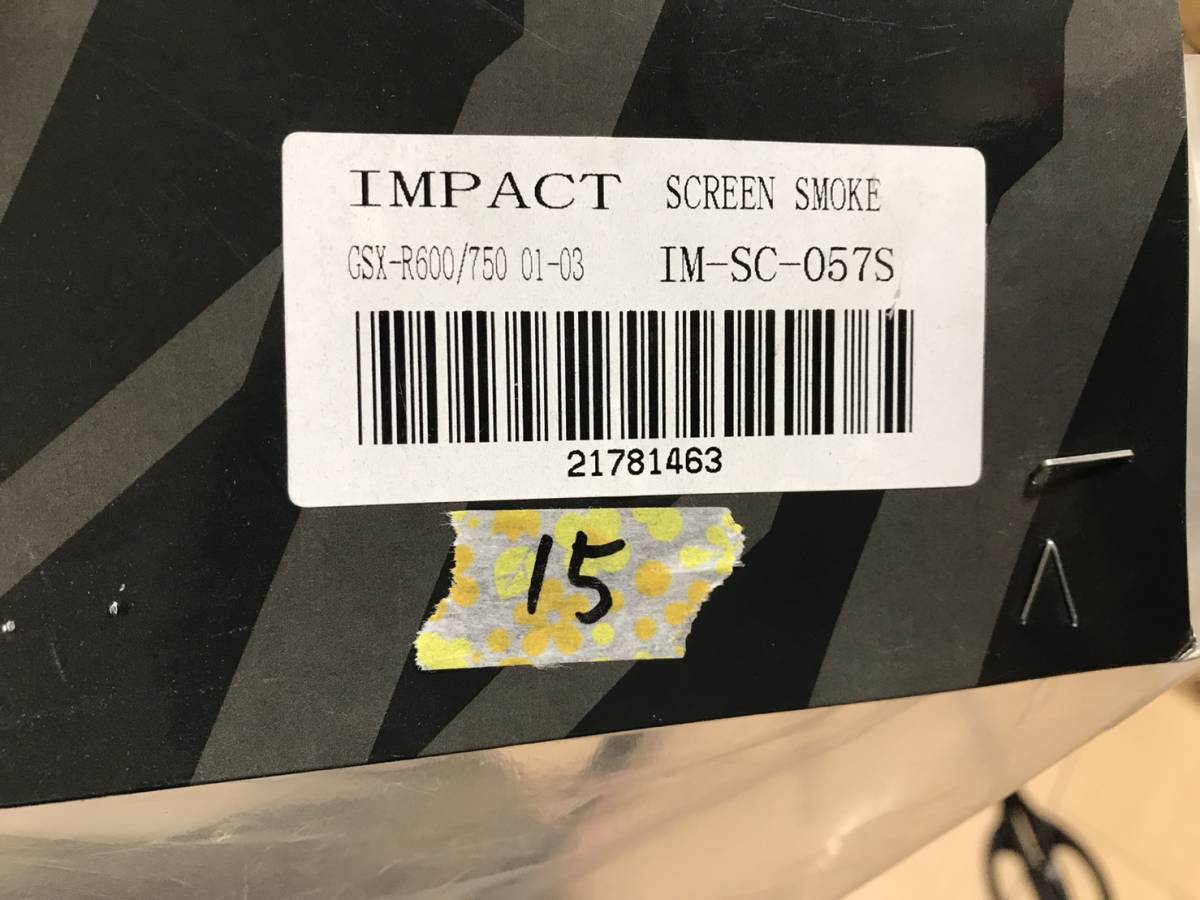 IMPACT SCREEN SMOKE
GSX-R600/750 01-03 IM-SC-057S
21781463
15